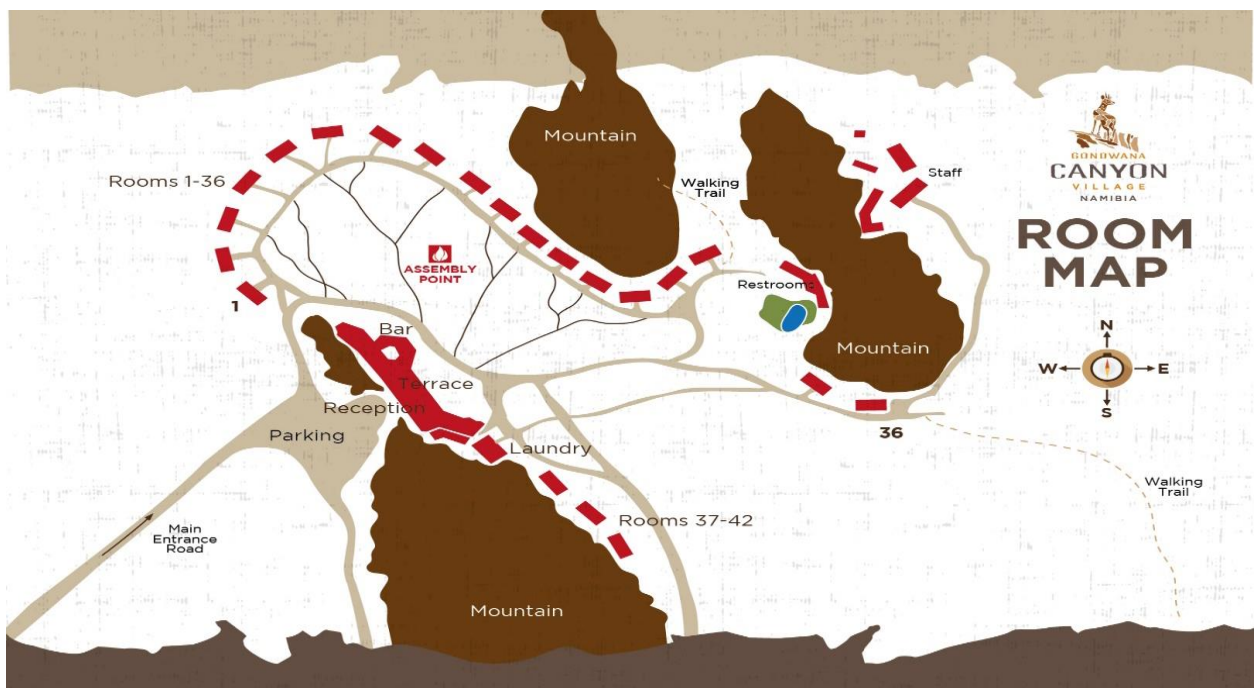 Mountain
Rooms 1-36
Walking
Trail
Staff
GONDWANA
CANYON
VILLAGE
NAMIBIA
ROOM
MAP
ASSEMBLY
POINT
Restrooms
1
Bar
Terrace
Reception
Parking
Laundry
Mountain
36
N
W
E
S
Walking
Trail
Rooms 37-42
Main
Entrance
Road
Mountain